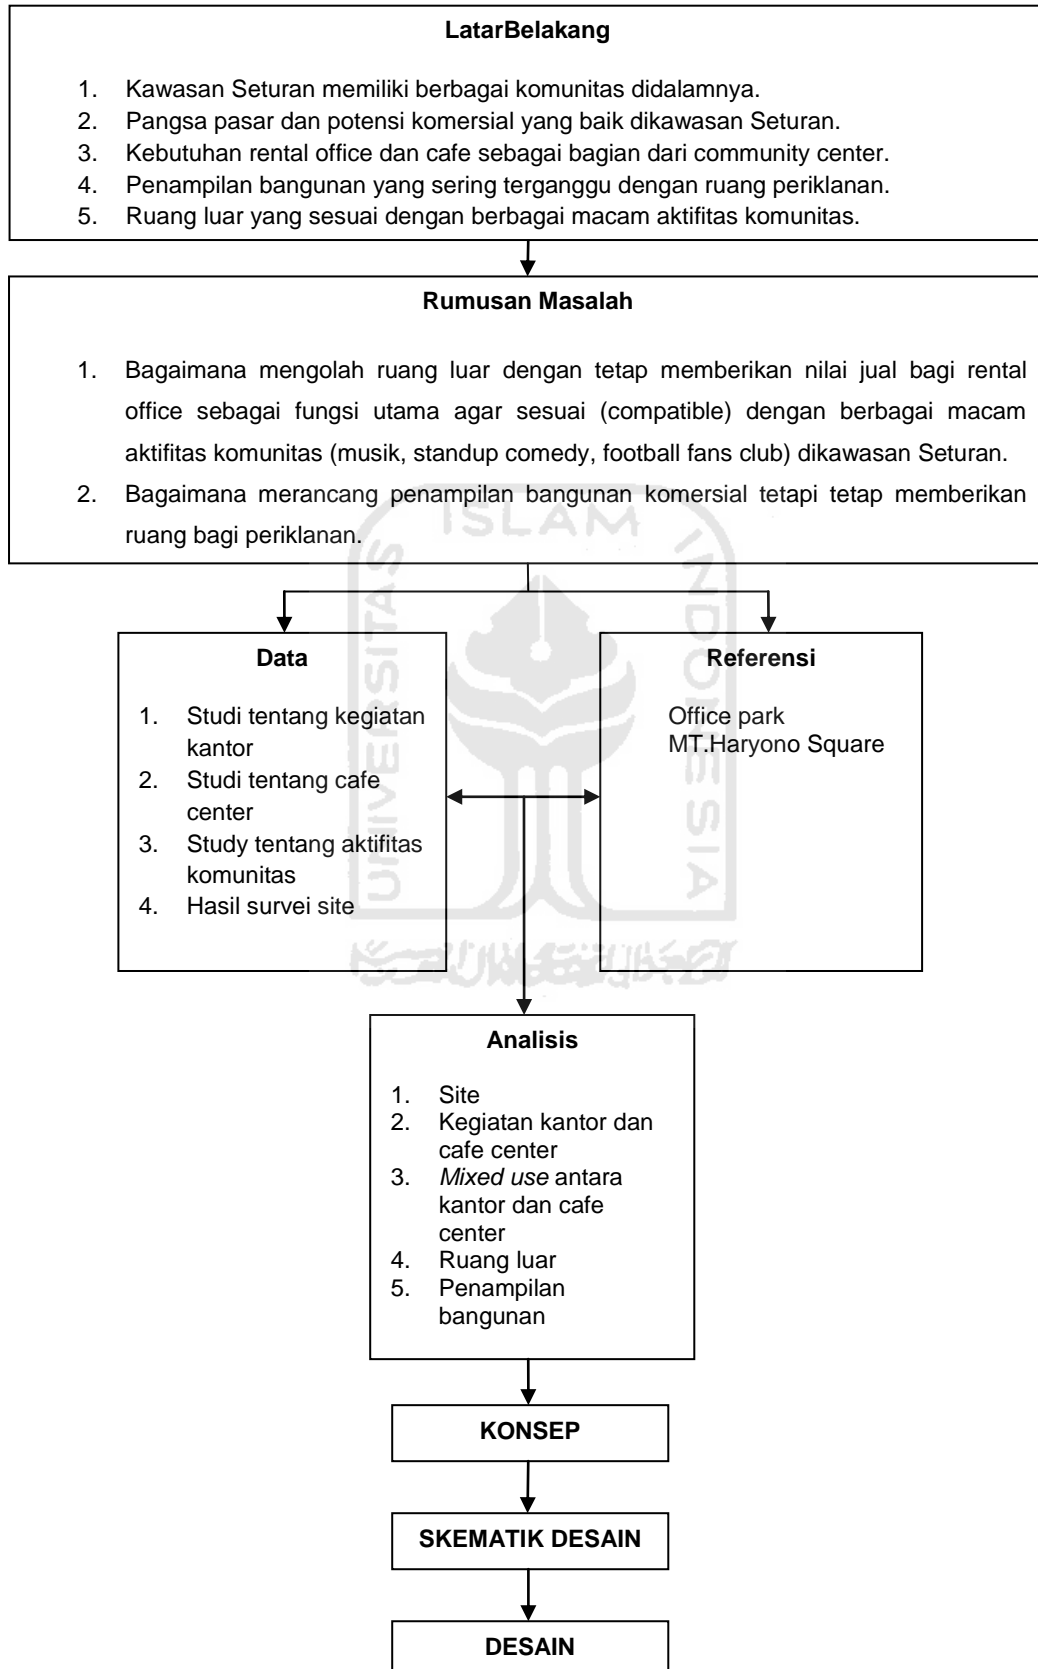 LatarBelakang
1. Kawasan Seturan memiliki berbagai komunitas didalamnya.
2. Pangsa pasar dan potensi komersial yang baik dikawasan Seturan.
3. Kebutuhan rental office dan cafe sebagai bagian dari community center.
4. Penampilan bangunan yang sering terganggu dengan ruang periklanan.
5. Ruang luar yang sesuai dengan berbagai macam aktifitas komunitas.
Rumusan Masalah
1. Bagaimana mengolah ruang luar dengan tetap memberikan nilai jual bagi rental
office sebagai fungsi utama agar sesuai (compatible) dengan berbagai macam
aktifitas komunitas (musik, standup comedy, football fans club) dikawasan Seturan.
2. Bagaimana merancang penampilan bangunan komersial tetapi tetap memberikan
ruang bagi periklanan.
UNIVERSITAS
ISLAM
INDONESIA
Data
1. Studi tentang kegiatan
kantor
2. Studi tentang cafe
center
3. Study tentang aktifitas
komunitas
4. Hasil survei site
Referensi
Office park
MT.Haryono Square
Analisis
1. Site
2. Kegiatan kantor dan
cafe center
3. Mixed use antara
kantor dan cafe
center
4. Ruang luar
5. Penampilan
bangunan
KONSEP
SKEMATIK DESAIN
DESAIN